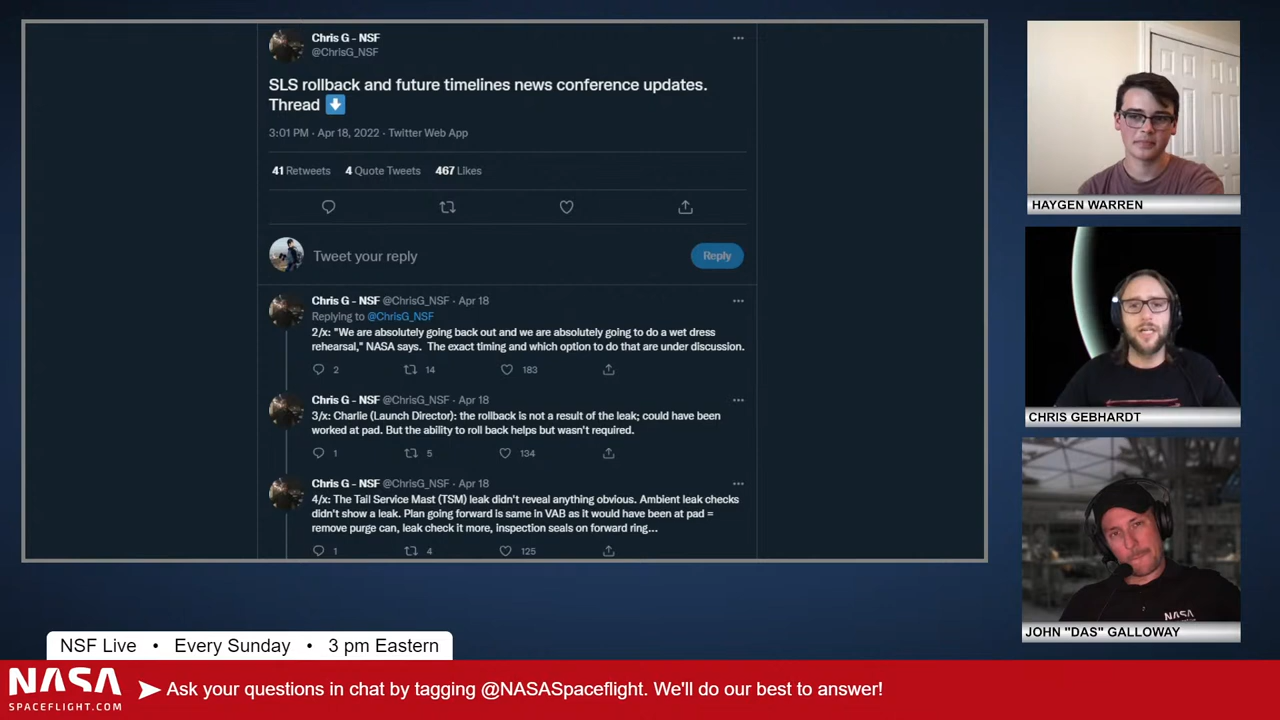 Chris G - NSF
@ChrisG_NSF
SLS rollback and future timelines news conference updates.
Thread
3:01 PM · Apr 18, 2022 · Twitter Web App
41 Retweets 4 Quote Tweets 467 Likes
Tweet your reply
Reply
Chris G - NSF @ChrisG_NSF · Apr 18
Replying to @ChrisG_NSF
2/x: "We are absolutely going back out and we are absolutely going to do a wet dress
rehearsal," NASA says. The exact timing and which option to do that are under discussion.
2 14 183
Chris G - NSF @ChrisG_NSF · Apr 18
3/x: Charlie (Launch Director): the rollback is not a result of the leak; could have been
worked at pad. But the ability to roll back helps but wasn't required.
1 5 134
Chris G - NSF @ChrisG_NSF · Apr 18
4/x: The Tail Service Mast (TSM) leak didn't reveal anything obvious. Ambient leak checks
didn't show a leak. Plan going forward is same in VAB as it would have been at pad =
remove purge can, leak check it more, inspection seals on forward ring...
1 4 125
HAYGEN WARREN
CHRIS GEBHARDT
NASA
JOHN "DAS" GALLOWAY
NSF Live • Every Sunday • 3 pm Eastern
NASA
SPACEFLIGHT.COM
Ask your questions in chat by tagging @NASASpaceflight. We'll do our best to answer!